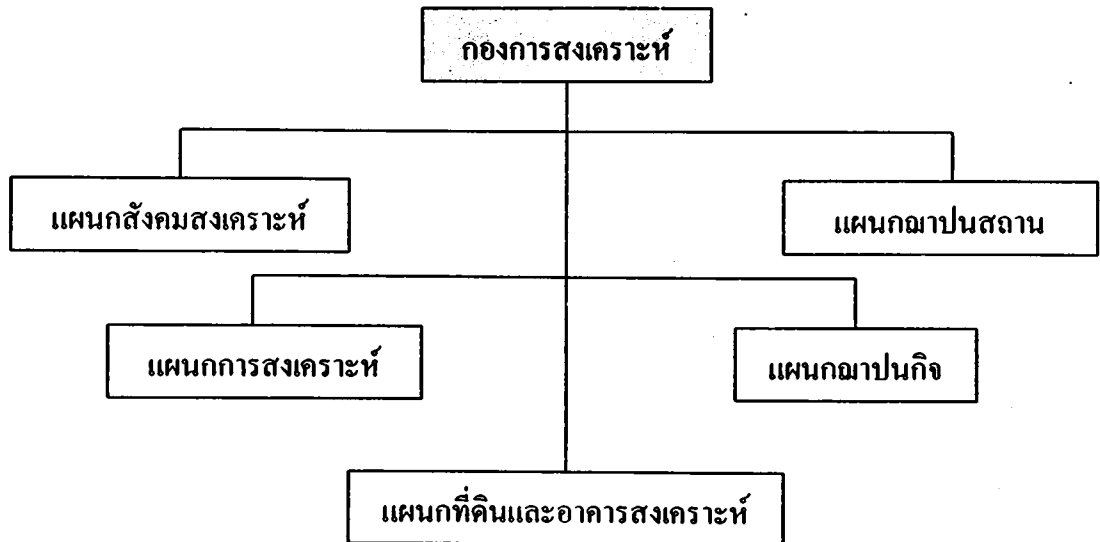 กองการสงเคราะห์
แผนกสังคมสงเคราะห์
แผนกฌาปนสถาน
แผนกการสงเคราะห์
แผนกฌาปนกิจ
แผนกที่ดินและอาคารสงเคราะห์